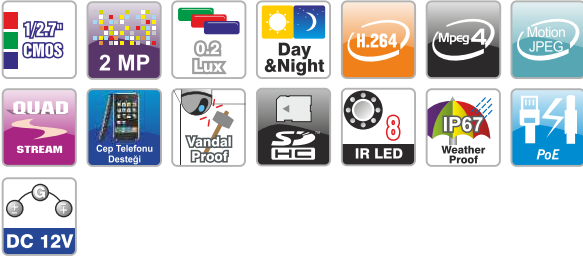 1/2.7"
CMOS
2 MP
0.2
Lux
Day
&Night
H.264
Mpeg4
Motion
JPEG
QUAD
STREAM
Cep Telefonu
Desteği
Vandal
Proof
SD
HC
8
IR LED
IP67
Weather
Proof
PoE
- G +
DC 12V